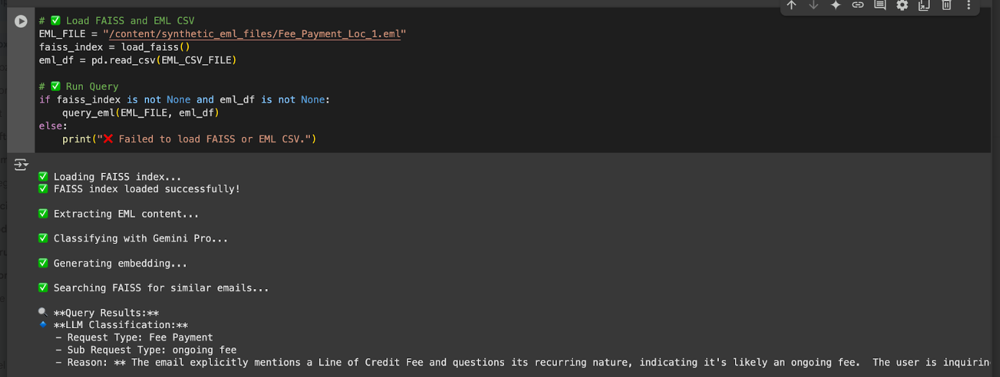 # ✅ Load FAISS and EML CSV
EML_FILE = "/content/synthetic_eml_files/Fee_Payment_Loc_1.eml"
faiss_index = load_faiss()
eml_df = pd.read_csv(EML_CSV_FILE)
# ✅ Run Query
if faiss_index is not None and eml_df is not None:
    query_eml(EML_FILE, eml_df)
else:
    print("❌ Failed to load FAISS or EML CSV.")
✅ Loading FAISS index...
✅ FAISS index loaded successfully!
✅ Extracting EML content...
✅ Classifying with Gemini Pro...
✅ Generating embedding...
✅ Searching FAISS for similar emails...
🔍 **Query Results:**
🔹 **LLM Classification:**
   – Request Type: Fee Payment
   – Sub Request Type: ongoing fee
   – Reason: ** The email explicitly mentions a Line of Credit Fee and questions its recurring nature, indicating it's likely an ongoing fee.  The user is inquirin